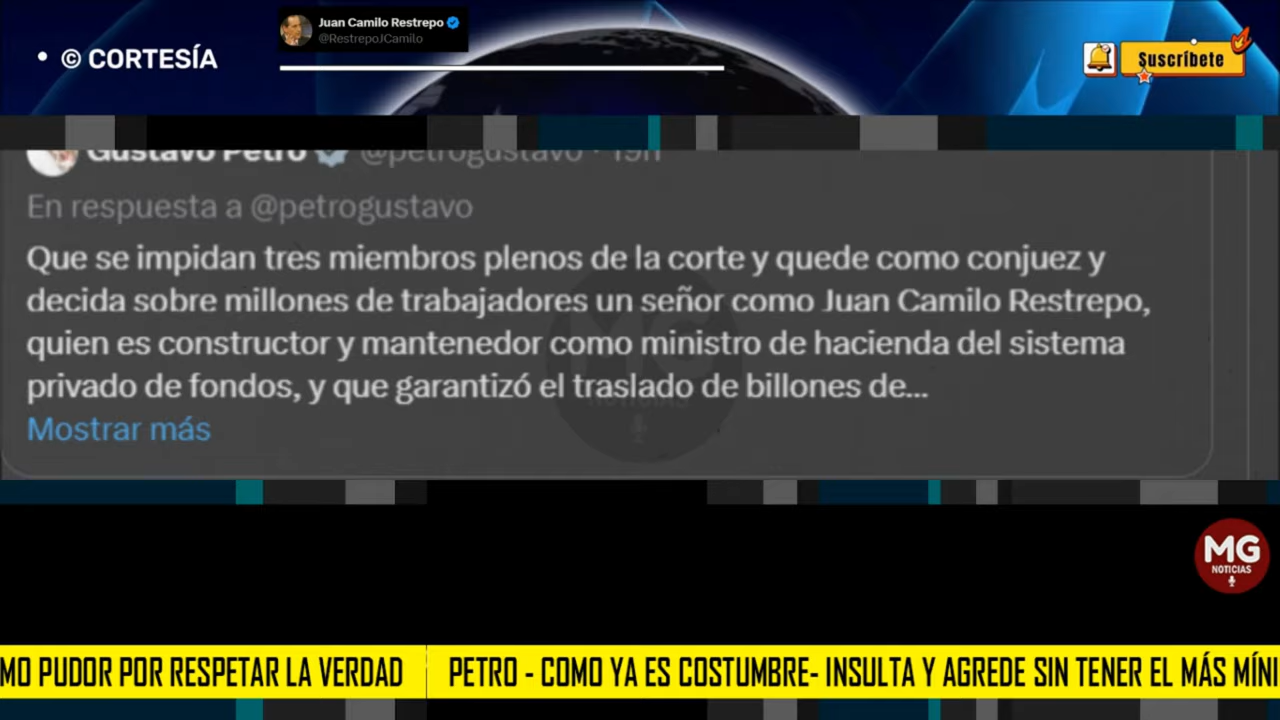 Juan Camilo Restrepo
@RestrepoJCamilo
• © CORTESÍA
Suscríbete
Gustavo Petro @petrogustavo · 19h
En respuesta a @petrogustavo
Que se impidan tres miembros plenos de la corte y quede como conjuez y
decida sobre millones de trabajadores un señor como Juan Camilo Restrepo,
quien es constructor y mantenedor como ministro de hacienda del sistema
privado de fondos, y que garantizó el traslado de billones de...
Mostrar más
MG
NOTICIAS
MG
NOTICIAS
MO PUDOR POR RESPETAR LA VERDAD
PETRO - COMO YA ES COSTUMBRE- INSULTA Y AGREDE SIN TENER EL MÁS MÍNI